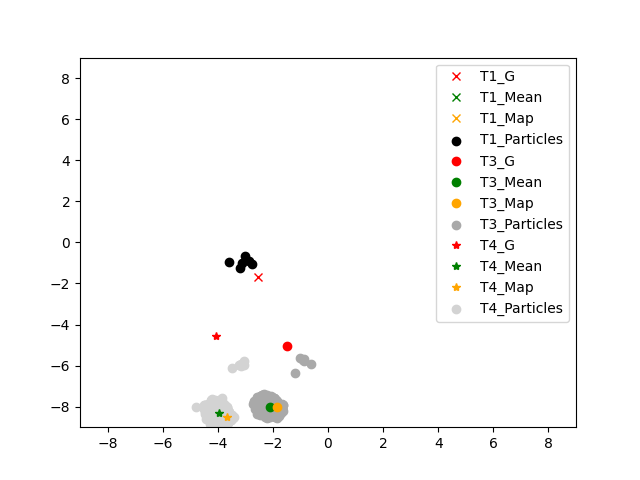 8
6
4
2
0
−2
−4
−6
−8
−8
−6
−4
−2
0
2
4
6
8
T1_G
T1_Mean
T1_Map
T1_Particles
T3_G
T3_Mean
T3_Map
T3_Particles
T4_G
T4_Mean
T4_Map
T4_Particles